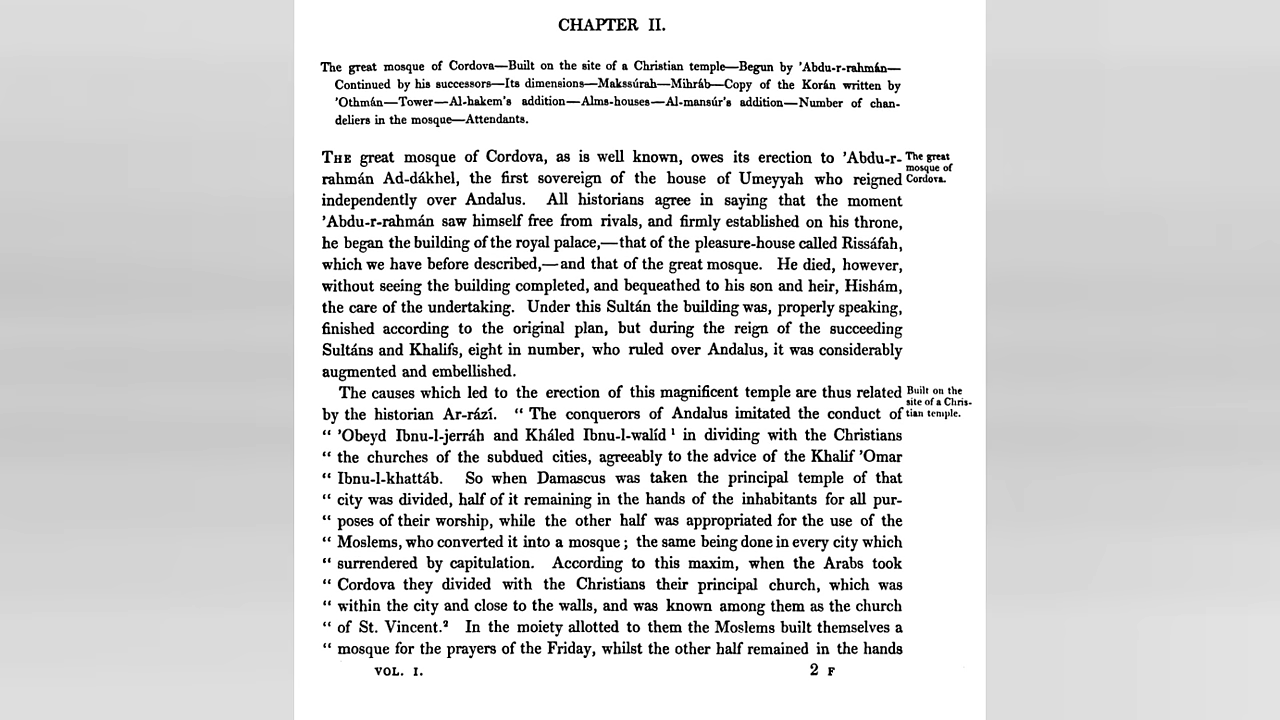 CHAPTER II.
The great mosque of Cordova—Built on the site of a Christian temple—Begun by 'Abdu-r-rahmán—
Continued by his successors—Its dimensions—Makssúrah—Mihráb—Copy of the Korán written by
'Othmán—Tower—Al-hakem's addition—Alms-houses—Al-mansúr's addition—Number of chan-
deliers in the mosque—Attendants.
THE great mosque of Cordova, as is well known, owes its erection to 'Abdu-r-
rahmán Ad-dákhel, the first sovereign of the house of Umeyyah who reigned
independently over Andalus. All historians agree in saying that the moment
'Abdu-r-rahmán saw himself free from rivals, and firmly established on his throne,
he began the building of the royal palace,—that of the pleasure-house called Rissáfah,
which we have before described,—and that of the great mosque. He died, however,
without seeing the building completed, and bequeathed to his son and heir, Hishám,
the care of the undertaking. Under this Sultán the building was, properly speaking,
finished according to the original plan, but during the reign of the succeeding
Sultáns and Khalifs, eight in number, who ruled over Andalus, it was considerably
augmented and embellished.
The great
mosque of
Cordova.
The causes which led to the erection of this magnificent temple are thus related
by the historian Ar-rází. “ The conquerors of Andalus imitated the conduct of
“ 'Obeyd Ibnu-l-jerráh and Kháled Ibnu-l-walíd ¹ in dividing with the Christians
“ the churches of the subdued cities, agreeably to the advice of the Khalif 'Omar
“ Ibnu-l-khattáb. So when Damascus was taken the principal temple of that
“ city was divided, half of it remaining in the hands of the inhabitants for all pur-
“ poses of their worship, while the other half was appropriated for the use of the
“ Moslems, who converted it into a mosque ; the same being done in every city which
“ surrendered by capitulation. According to this maxim, when the Arabs took
“ Cordova they divided with the Christians their principal church, which was
“ within the city and close to the walls, and was known among them as the church
“ of St. Vincent.² In the moiety allotted to them the Moslems built themselves a
“ mosque for the prayers of the Friday, whilst the other half remained in the hands
Built on the
site of a Chris-
tian temple.
VOL. I. 2 F